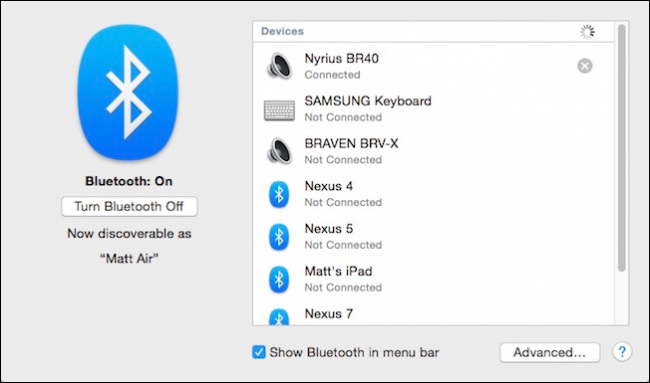 Bluetooth: On
Turn Bluetooth Off
Now discoverable as
“Matt Air”
Devices
Nyrius BR40
Connected
SAMSUNG Keyboard
Not Connected
BRAVEN BRV-X
Not Connected
Nexus 4
Not Connected
Nexus 5
Not Connected
Matt's iPad
Not Connected
Nexus 7
Show Bluetooth in menu bar
Advanced...
?